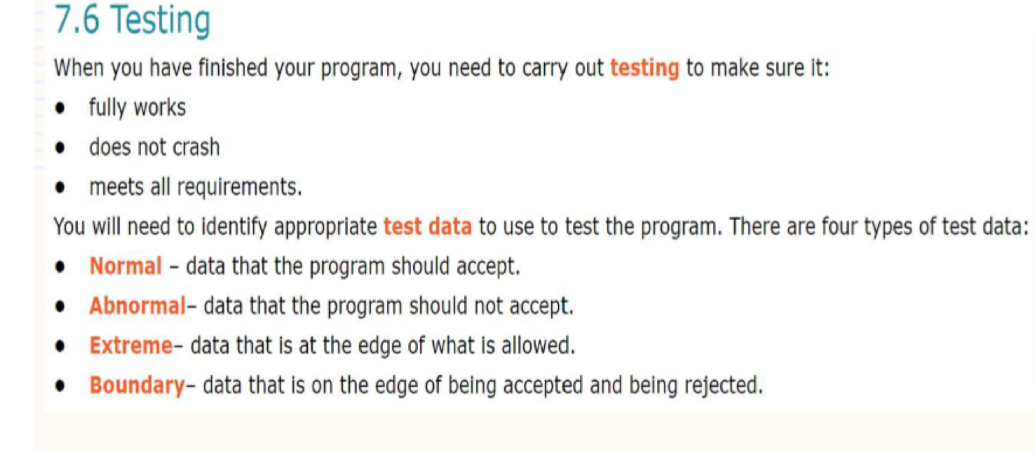 7.6 Testing
When you have finished your program, you need to carry out testing to make sure it:
● fully works
● does not crash
● meets all requirements.
You will need to identify appropriate test data to use to test the program. There are four types of test data:
● Normal – data that the program should accept.
● Abnormal– data that the program should not accept.
● Extreme– data that is at the edge of what is allowed.
● Boundary– data that is on the edge of being accepted and being rejected.